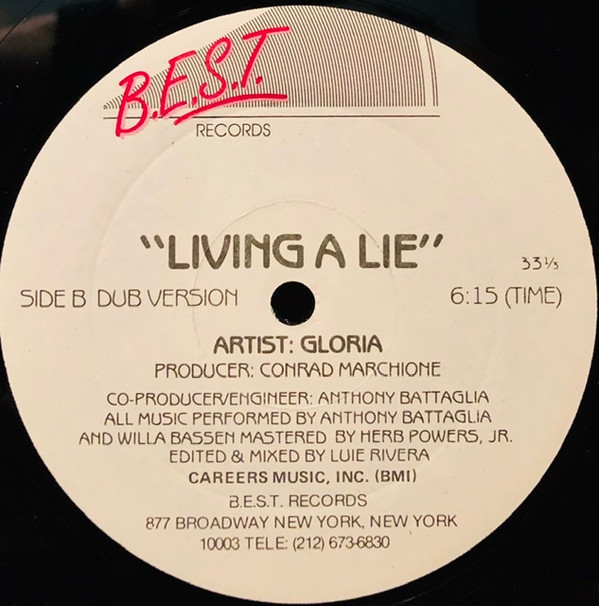 B.E.S.T.
RECORDS
"LIVING A LIE"
33⅓
SIDE B DUB VERSION 6:15 (TIME)
ARTIST: GLORIA
PRODUCER: CONRAD MARCHIONE
CO-PRODUCER/ENGINEER: ANTHONY BATTAGLIA
ALL MUSIC PERFORMED BY ANTHONY BATTAGLIA
AND WILLA BASSEN MASTERED BY HERB POWERS, JR.
EDITED & MIXED BY LUIE RIVERA
CAREERS MUSIC, INC. (BMI)
B.E.S.T. RECORDS
877 BROADWAY NEW YORK, NEW YORK
10003 TELE: (212) 673-6830